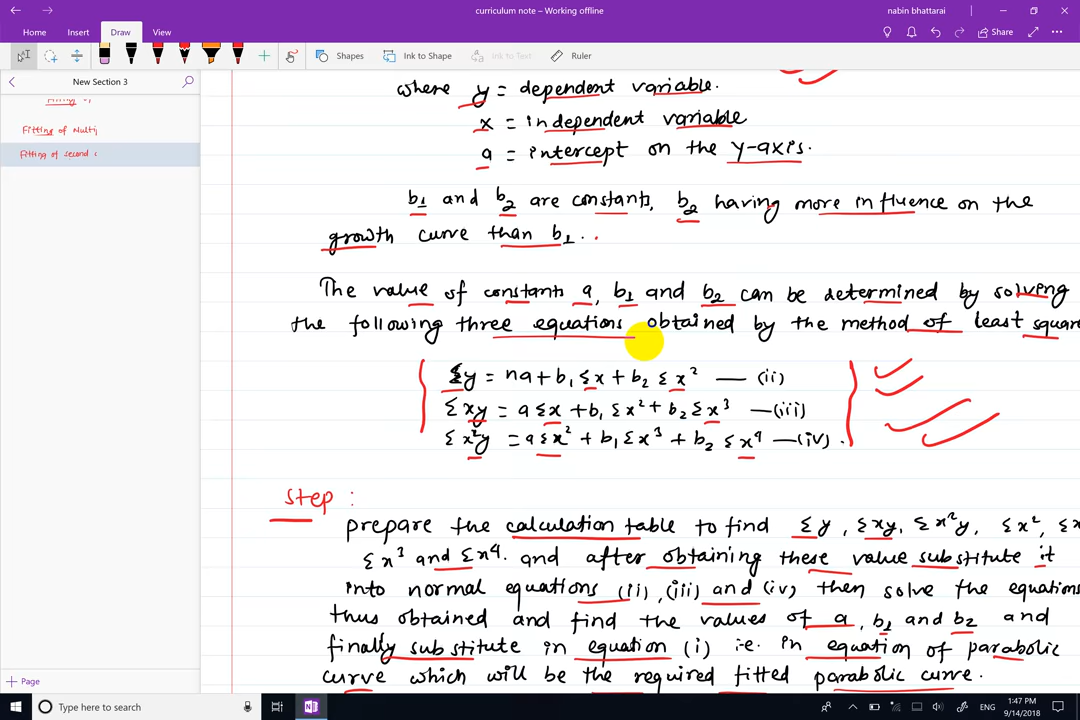 curriculum note – Working offline
nabin bhattarai
Home Insert Draw View
Share
Shapes Ink to Shape Ink to Text Ruler
New Section 3
Fitting of Multi
Fitting of second
where y = dependent variable.
x = independent variable
a = intercept on the y-axis.
b1 and b2 are constants, b2 having more influence on the
growth curve than b1.
The value of constants a, b1 and b2 can be determined by solving
the following three equations obtained by the method of least square
Σy = na + b1 Σx + b2 Σx² — (ii)
Σxy = a Σx + b1 Σx² + b2 Σx³ — (iii)
Σx²y = a Σx² + b1 Σx³ + b2 Σx⁴ — (iv).
Step :
prepare the calculation table to find Σy, Σxy, Σx²y, Σx²,
Σx³ and Σx4. and after obtaining these value substitute it
into normal equations (ii), (iii) and (iv) then solve the equations
thus obtained and find the values of a, b1 and b2 and
finally substitute in equation (i) i.e. in equation of parabolic
curve which will be the required fitted parabolic curve.
Page
Type here to search
ENG
1:47 PM
9/14/2018